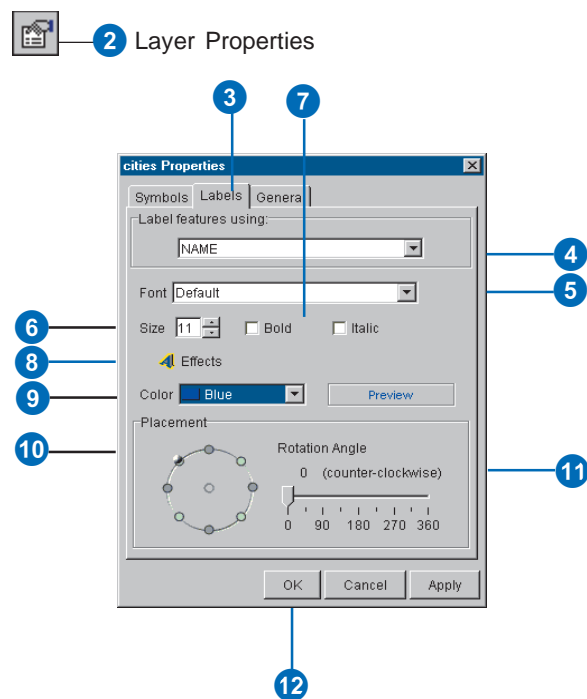 2 Layer Properties
3 7
cities Properties
Symbols Labels General
Label features using:
NAME
4
Font Default
5
6 Size 11 Bold Italic
8 Effects
9 Color Blue Preview
Placement
10
Rotation Angle
0 (counter-clockwise)
11
0 90 180 270 360
OK Cancel Apply
12